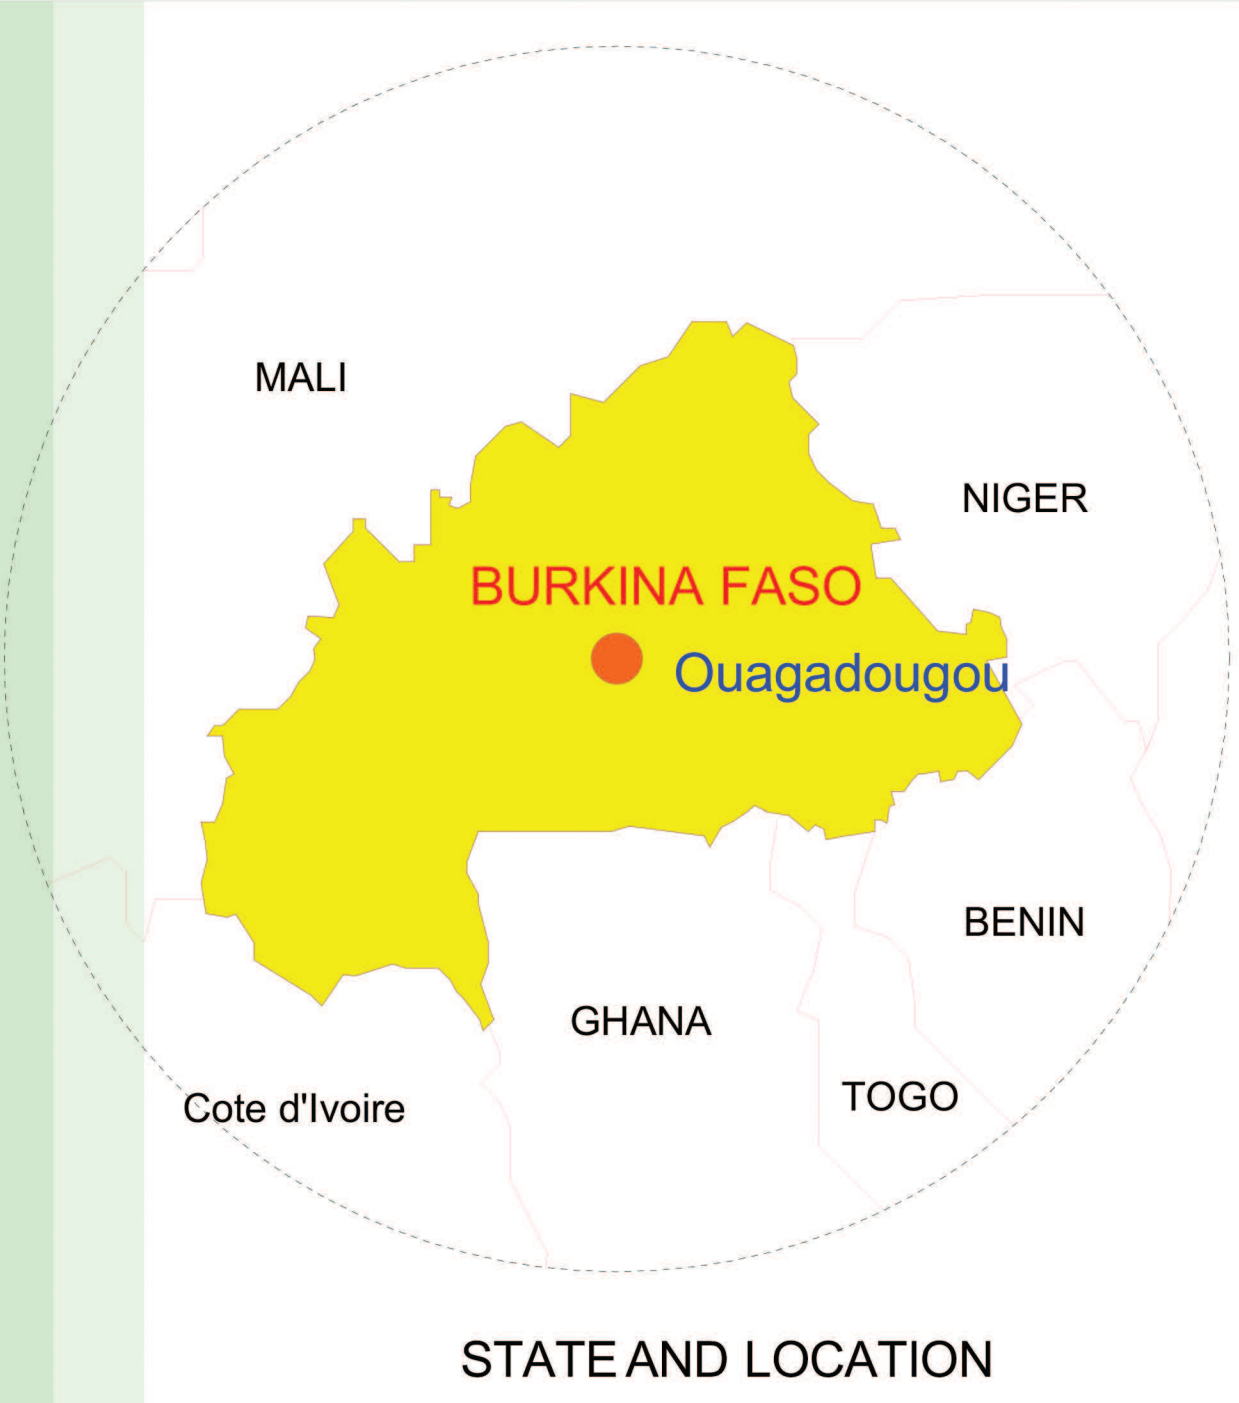 MALI
NIGER
BURKINA FASO
Ouagadougou
BENIN
GHANA
TOGO
Cote d'Ivoire
STATE AND LOCATION